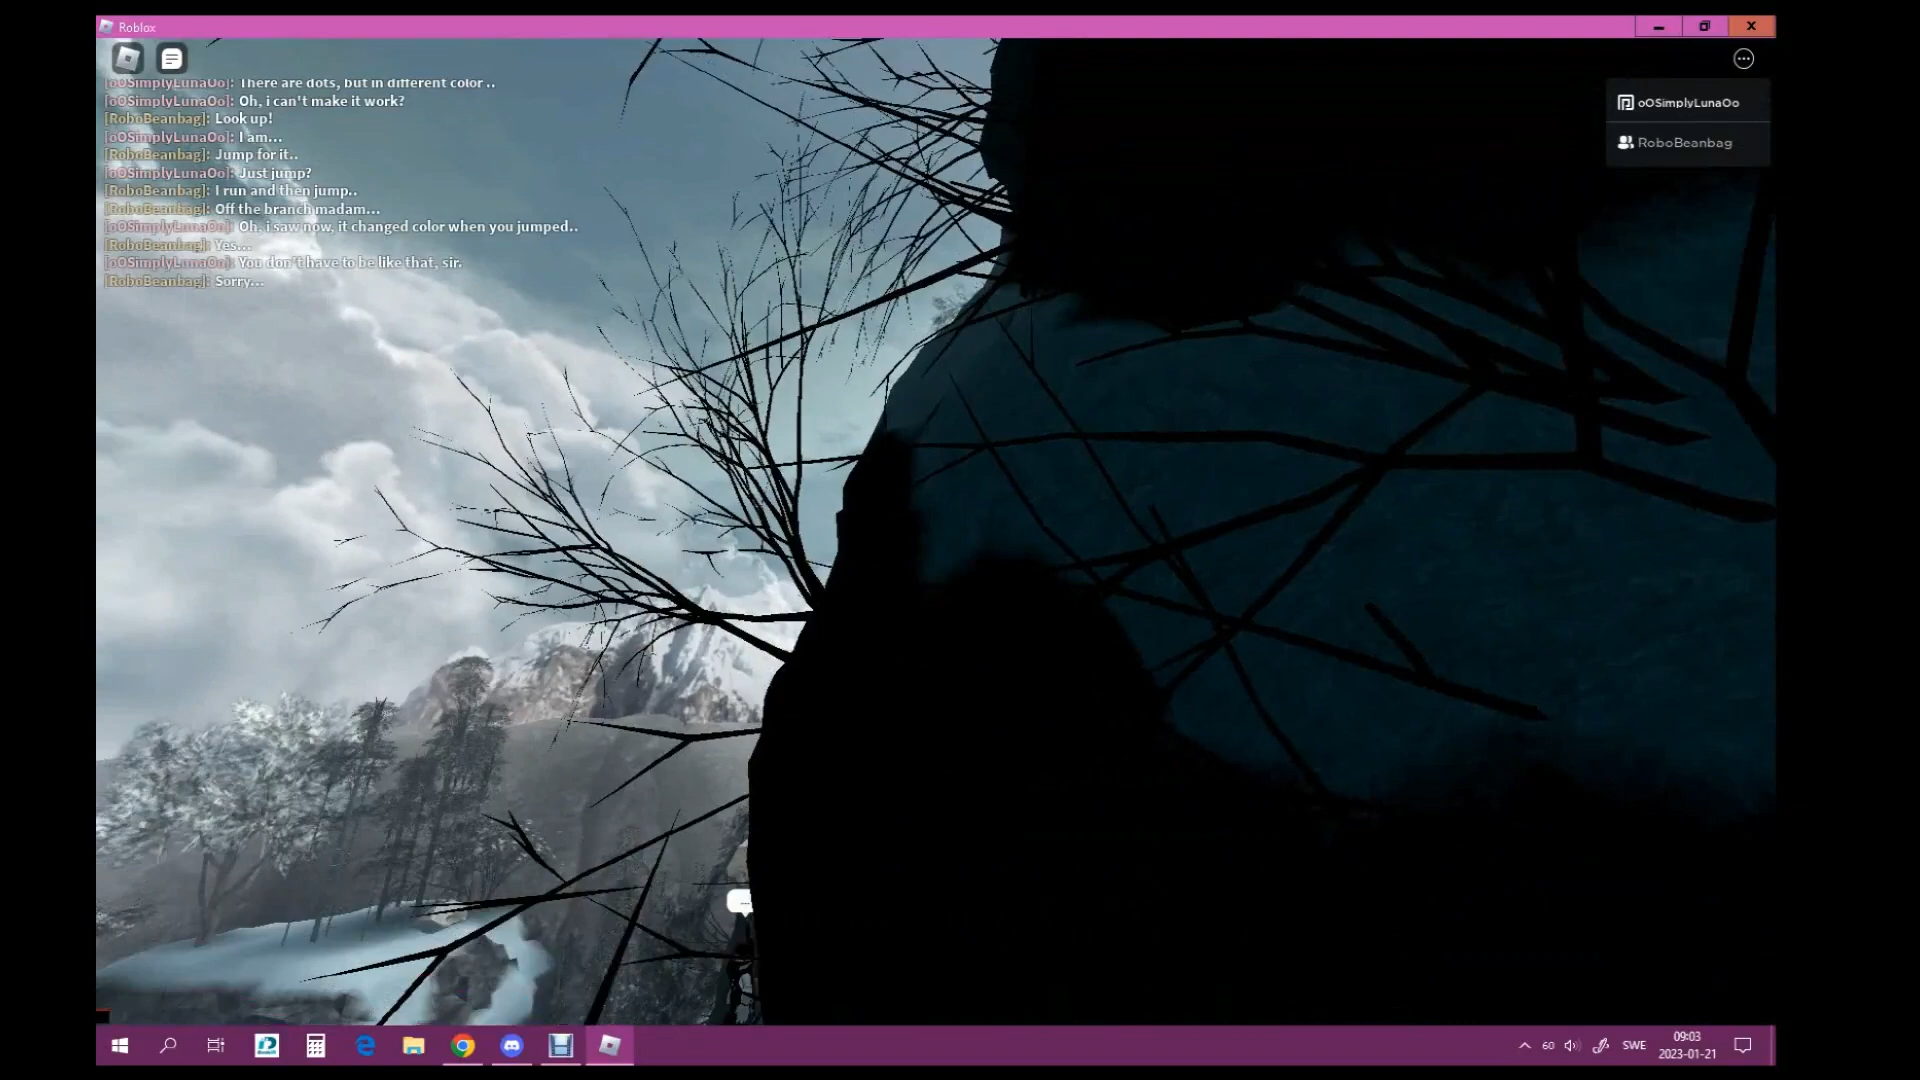 Roblox
[oOSimplyLunaOo]: There are dots, but in different color ..
[oOSimplyLunaOo]: Oh, i can't make it work?
[RoboBeanbag]: Look up!
[oOSimplyLunaOo]: I am...
[RoboBeanbag]: Jump for it..
[oOSimplyLunaOo]: Just jump?
[RoboBeanbag]: I run and then jump..
[RoboBeanbag]: Off the branch madam...
[oOSimplyLunaOo]: Oh, i saw now, it changed color when you jumped..
[RoboBeanbag]: Yes...
[oOSimplyLunaOo]: You don't have to be like that, sir.
[RoboBeanbag]: Sorry...
oOSimplyLunaOo
RoboBeanbag
60
SWE
09:03
2023-01-21